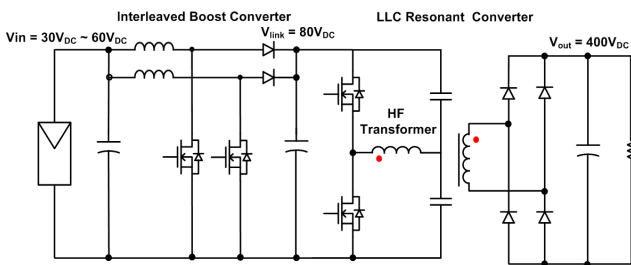 Interleaved Boost Converter
LLC Resonant Converter
Vin = 30VDC ~ 60VDC
Vlink = 80VDC
Vout = 400VDC
HF
Transformer